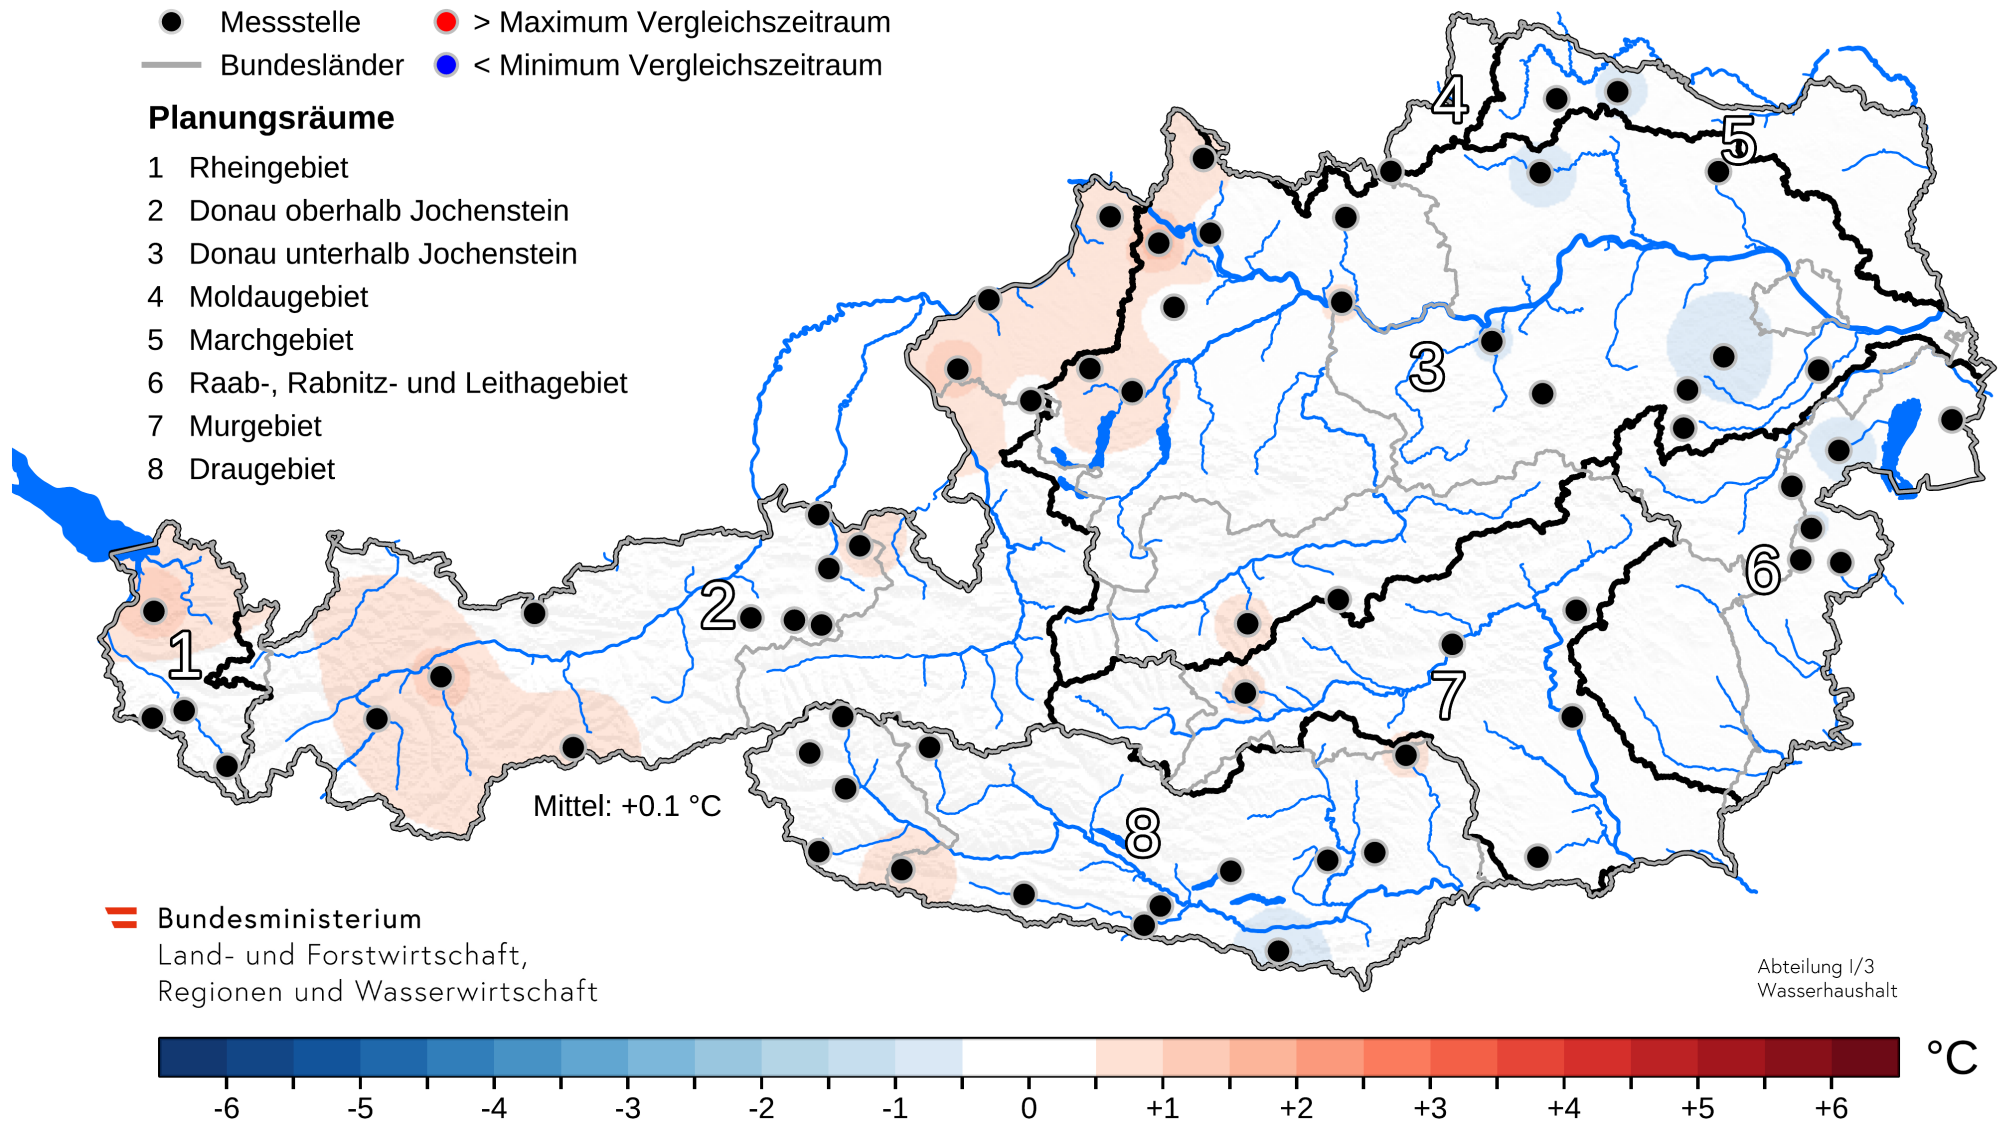 Messstelle
> Maximum Vergleichszeitraum
Bundesländer
< Minimum Vergleichszeitraum
Planungsräume
1 Rheingebiet
2 Donau oberhalb Jochenstein
3 Donau unterhalb Jochenstein
4 Moldaugebiet
5 Marchgebiet
6 Raab-, Rabnitz- und Leithagebiet
7 Murgebiet
8 Draugebiet
4
5
3
6
2
1
7
8
Mittel: +0.1 °C
Bundesministerium
Land- und Forstwirtschaft,
Regionen und Wasserwirtschaft
Abteilung I/3
Wasserhaushalt
°C
-6 -5 -4 -3 -2 -1 0 +1 +2 +3 +4 +5 +6